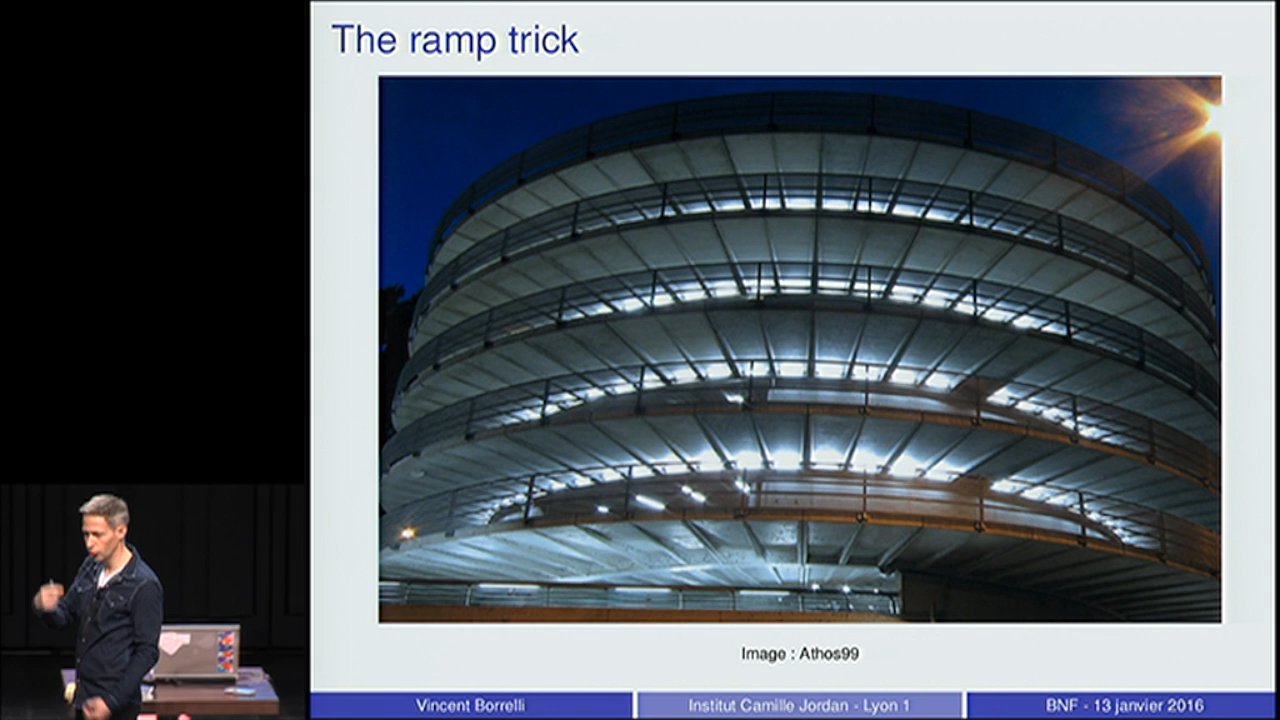 The ramp trick
Image : Athos99
Vincent Borrelli
Institut Camille Jordan - Lyon 1
BNF - 13 janvier 2016